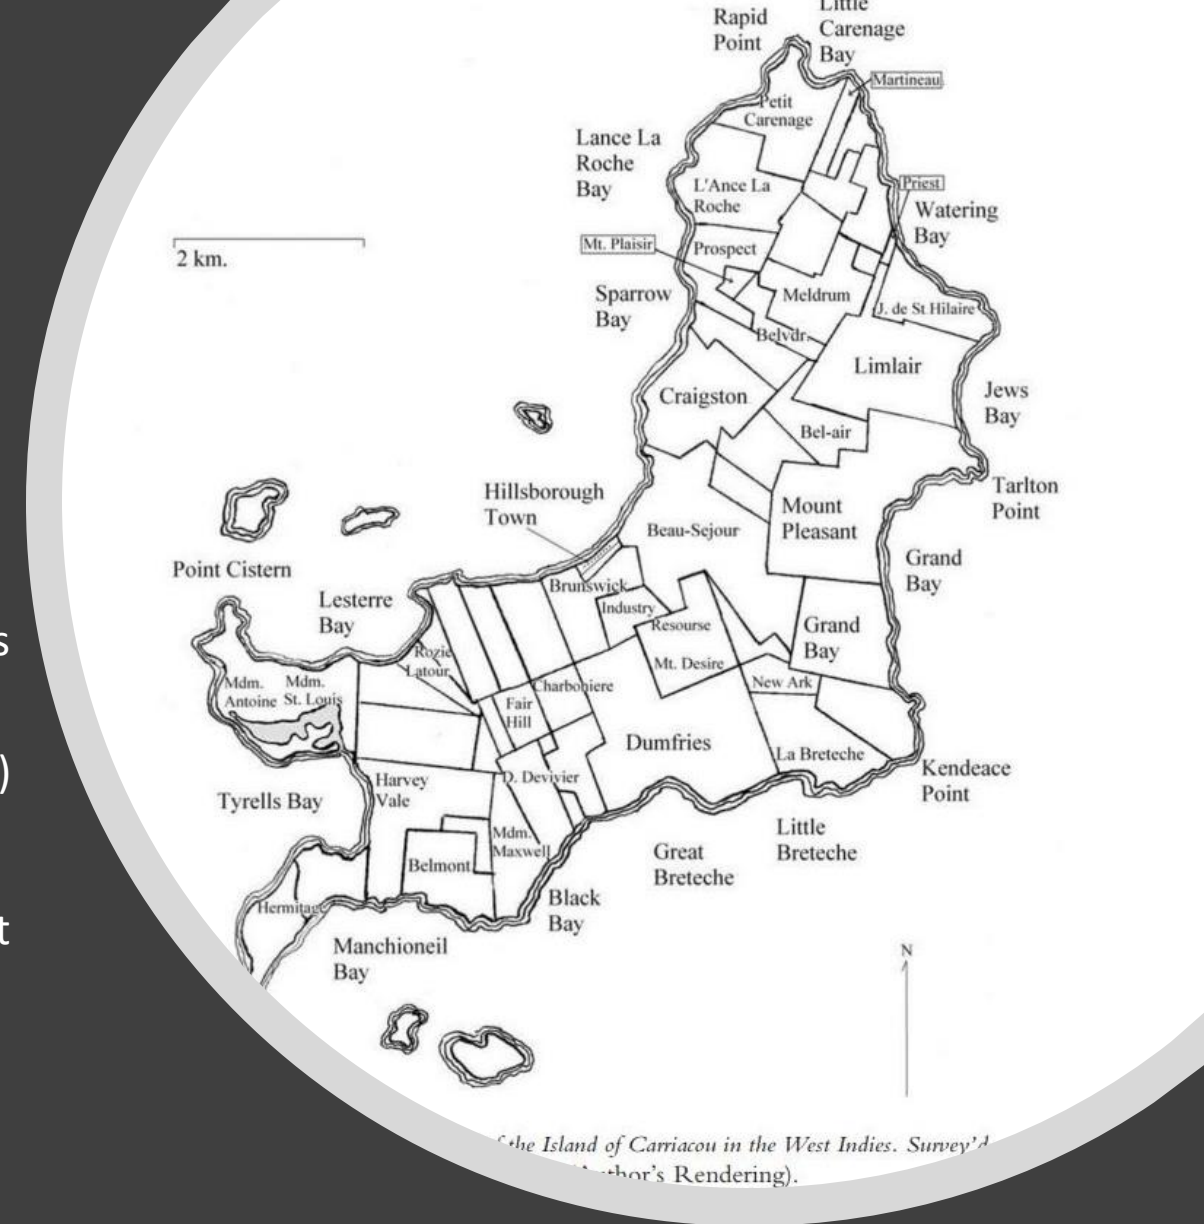 Rapid
Point
Little
Carenage
Bay
Martineau
Petit
Carenage
Lance La
Roche
Bay
L'Ance La
Roche
Priest
Watering
Bay
2 km.
Mt. Plaisir
Prospect
Sparrow
Bay
Meldrum
J. de St Hilaire
Belvdr.
Limlair
Craigston
Jews
Bay
Bel-air
Hillsborough
Town
Mount
Pleasant
Tarlton
Point
Beau-Sejour
Point Cistern
Grand
Bay
Brunswick
Lesterre
Bay
Industry
Resourse
Grand
Bay
Rozie
Latour
Mt. Desire
Mdm.
Antoine
Mdm.
St. Louis
Charboniere
New Ark
Fair
Hill
Dumfries
La Breteche
D. Devivier
Harvey
Vale
Kendeace
Point
Tyrells Bay
Mdm.
Maxwell
Little
Breteche
Great
Breteche
Belmont
Black
Bay
Hermitage
Manchioneil
Bay
N
s
)
t
the Island of Carriacou in the West Indies. Survey'd
Rendering).